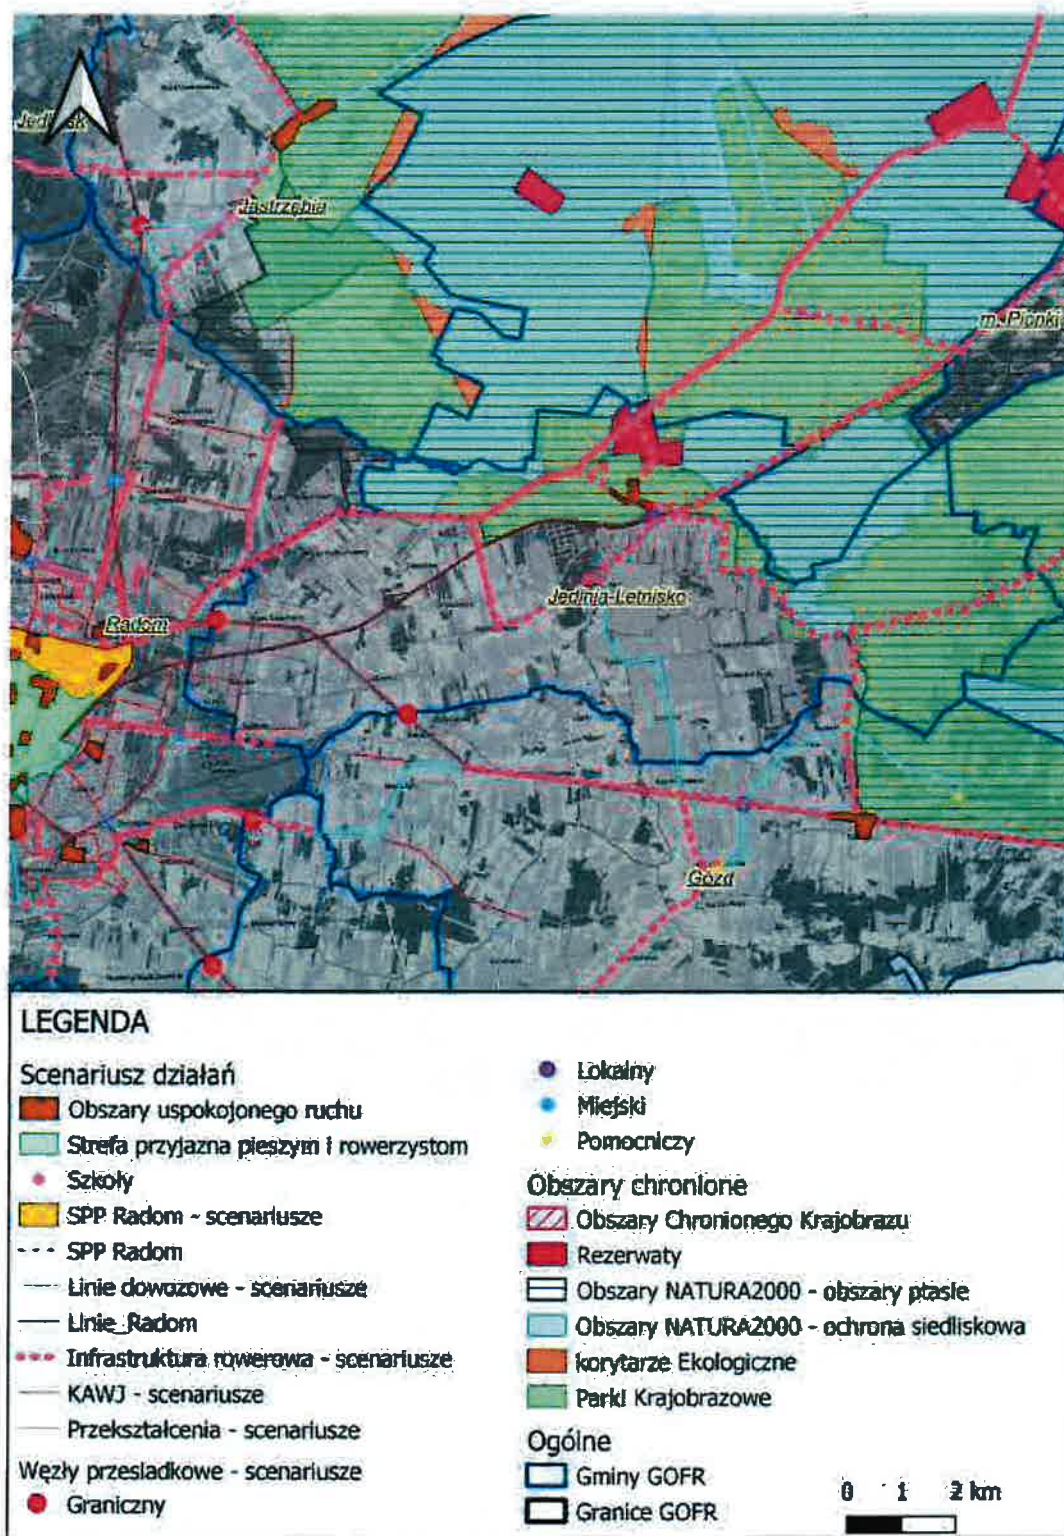 Jastrzębia
m. Pionki
Jedlnia-Letnisko
Radom
Gózd
LEGENDA
Scenariusz działań
Obszary uspokojonego ruchu
Strefa przyjazna pieszym i rowerzystom
Szkoły
SPP Radom - scenariusze
SPP Radom
Linie dowozowe - scenariusze
Linie_Radom
Infrastruktura rowerowa - scenariusze
KAWJ - scenariusze
Przekształcenia - scenariusze
Węzły przesiadkowe - scenariusze
Graniczny
Lokalny
Miejski
Pomocniczy
Obszary chronione
Obszary Chronionego Krajobrazu
Rezerwaty
Obszary NATURA2000 - obszary ptasie
Obszary NATURA2000 - ochrona siedliskowa
korytarze Ekologiczne
Parki Krajobrazowe
Ogólne
Gminy GOFR
Granice GOFR
0 1 2 km